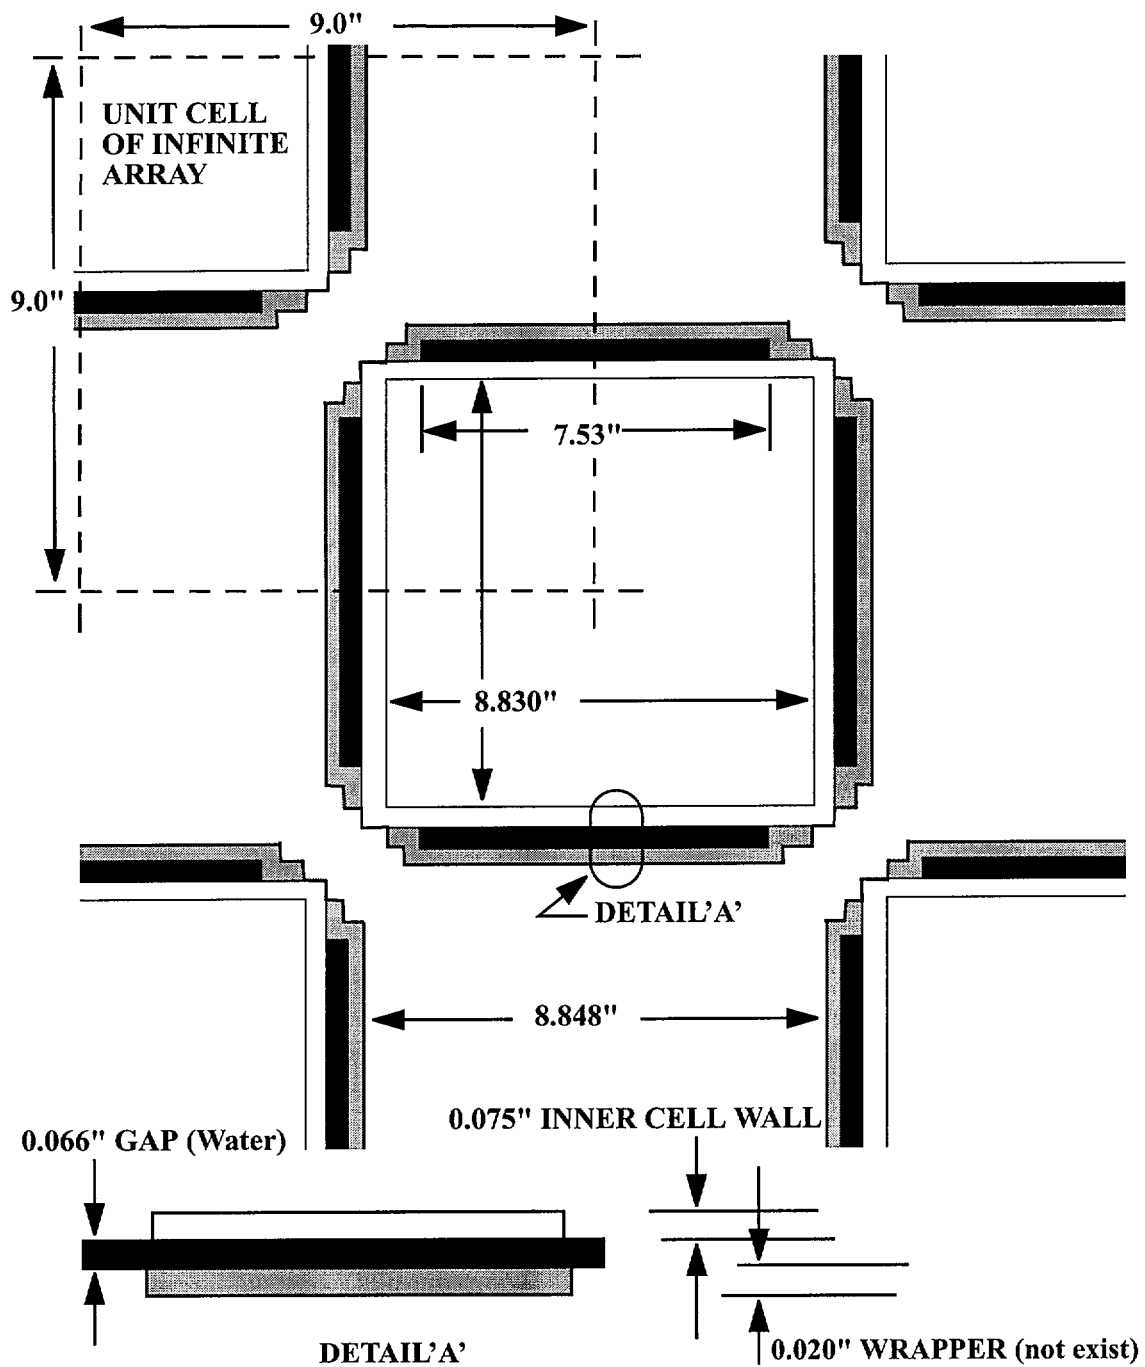 9.0"
UNIT CELL
OF INFINITE
ARRAY
9.0"
7.53"
8.830"
DETAIL'A'
8.848"
0.075" INNER CELL WALL
0.066" GAP (Water)
DETAIL'A'
0.020" WRAPPER (not exist)